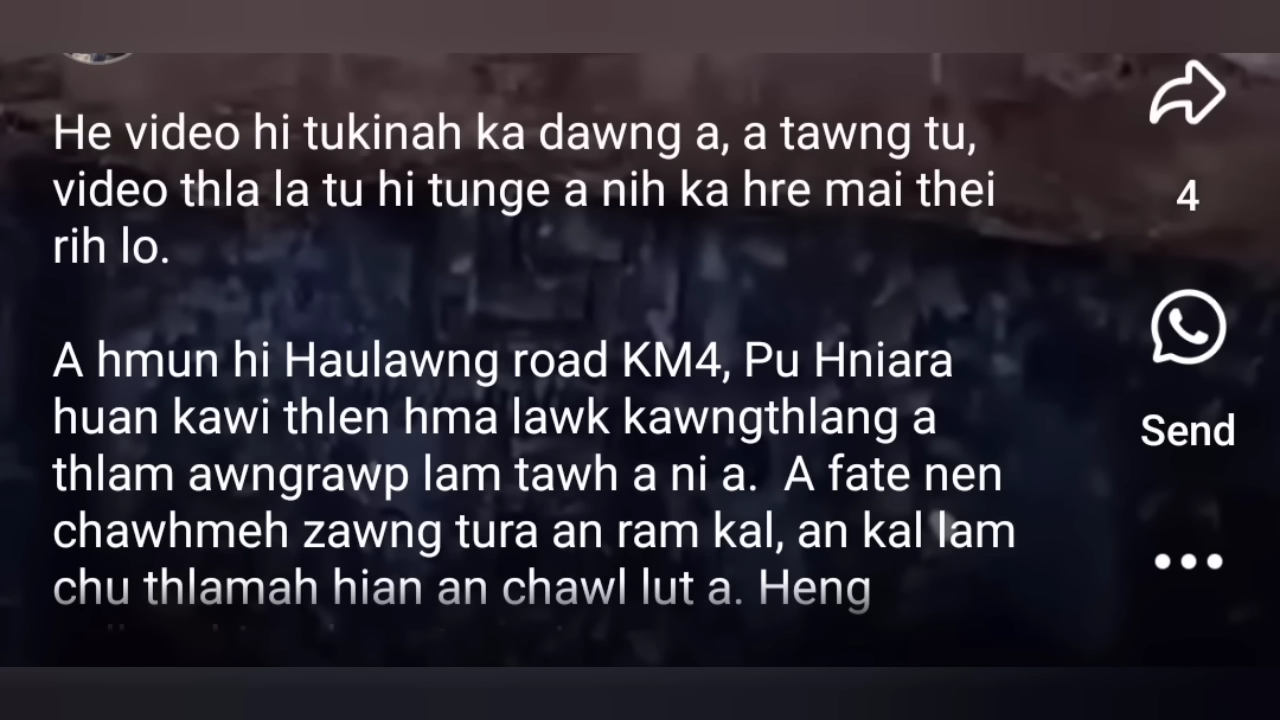 He video hi tukinah ka dawng a, a tawng tu,
video thla la tu hi tunge a nih ka hre mai thei
rih lo.
A hmun hi Haulawng road KM4, Pu Hniara
huan kawi thlen hma lawk kawngthlang a
thlam awngrawp lam tawh a ni a.  A fate nen
chawhmeh zawng tura an ram kal, an kal lam
chu thlamah hian an chawl lut a. Heng
4
Send